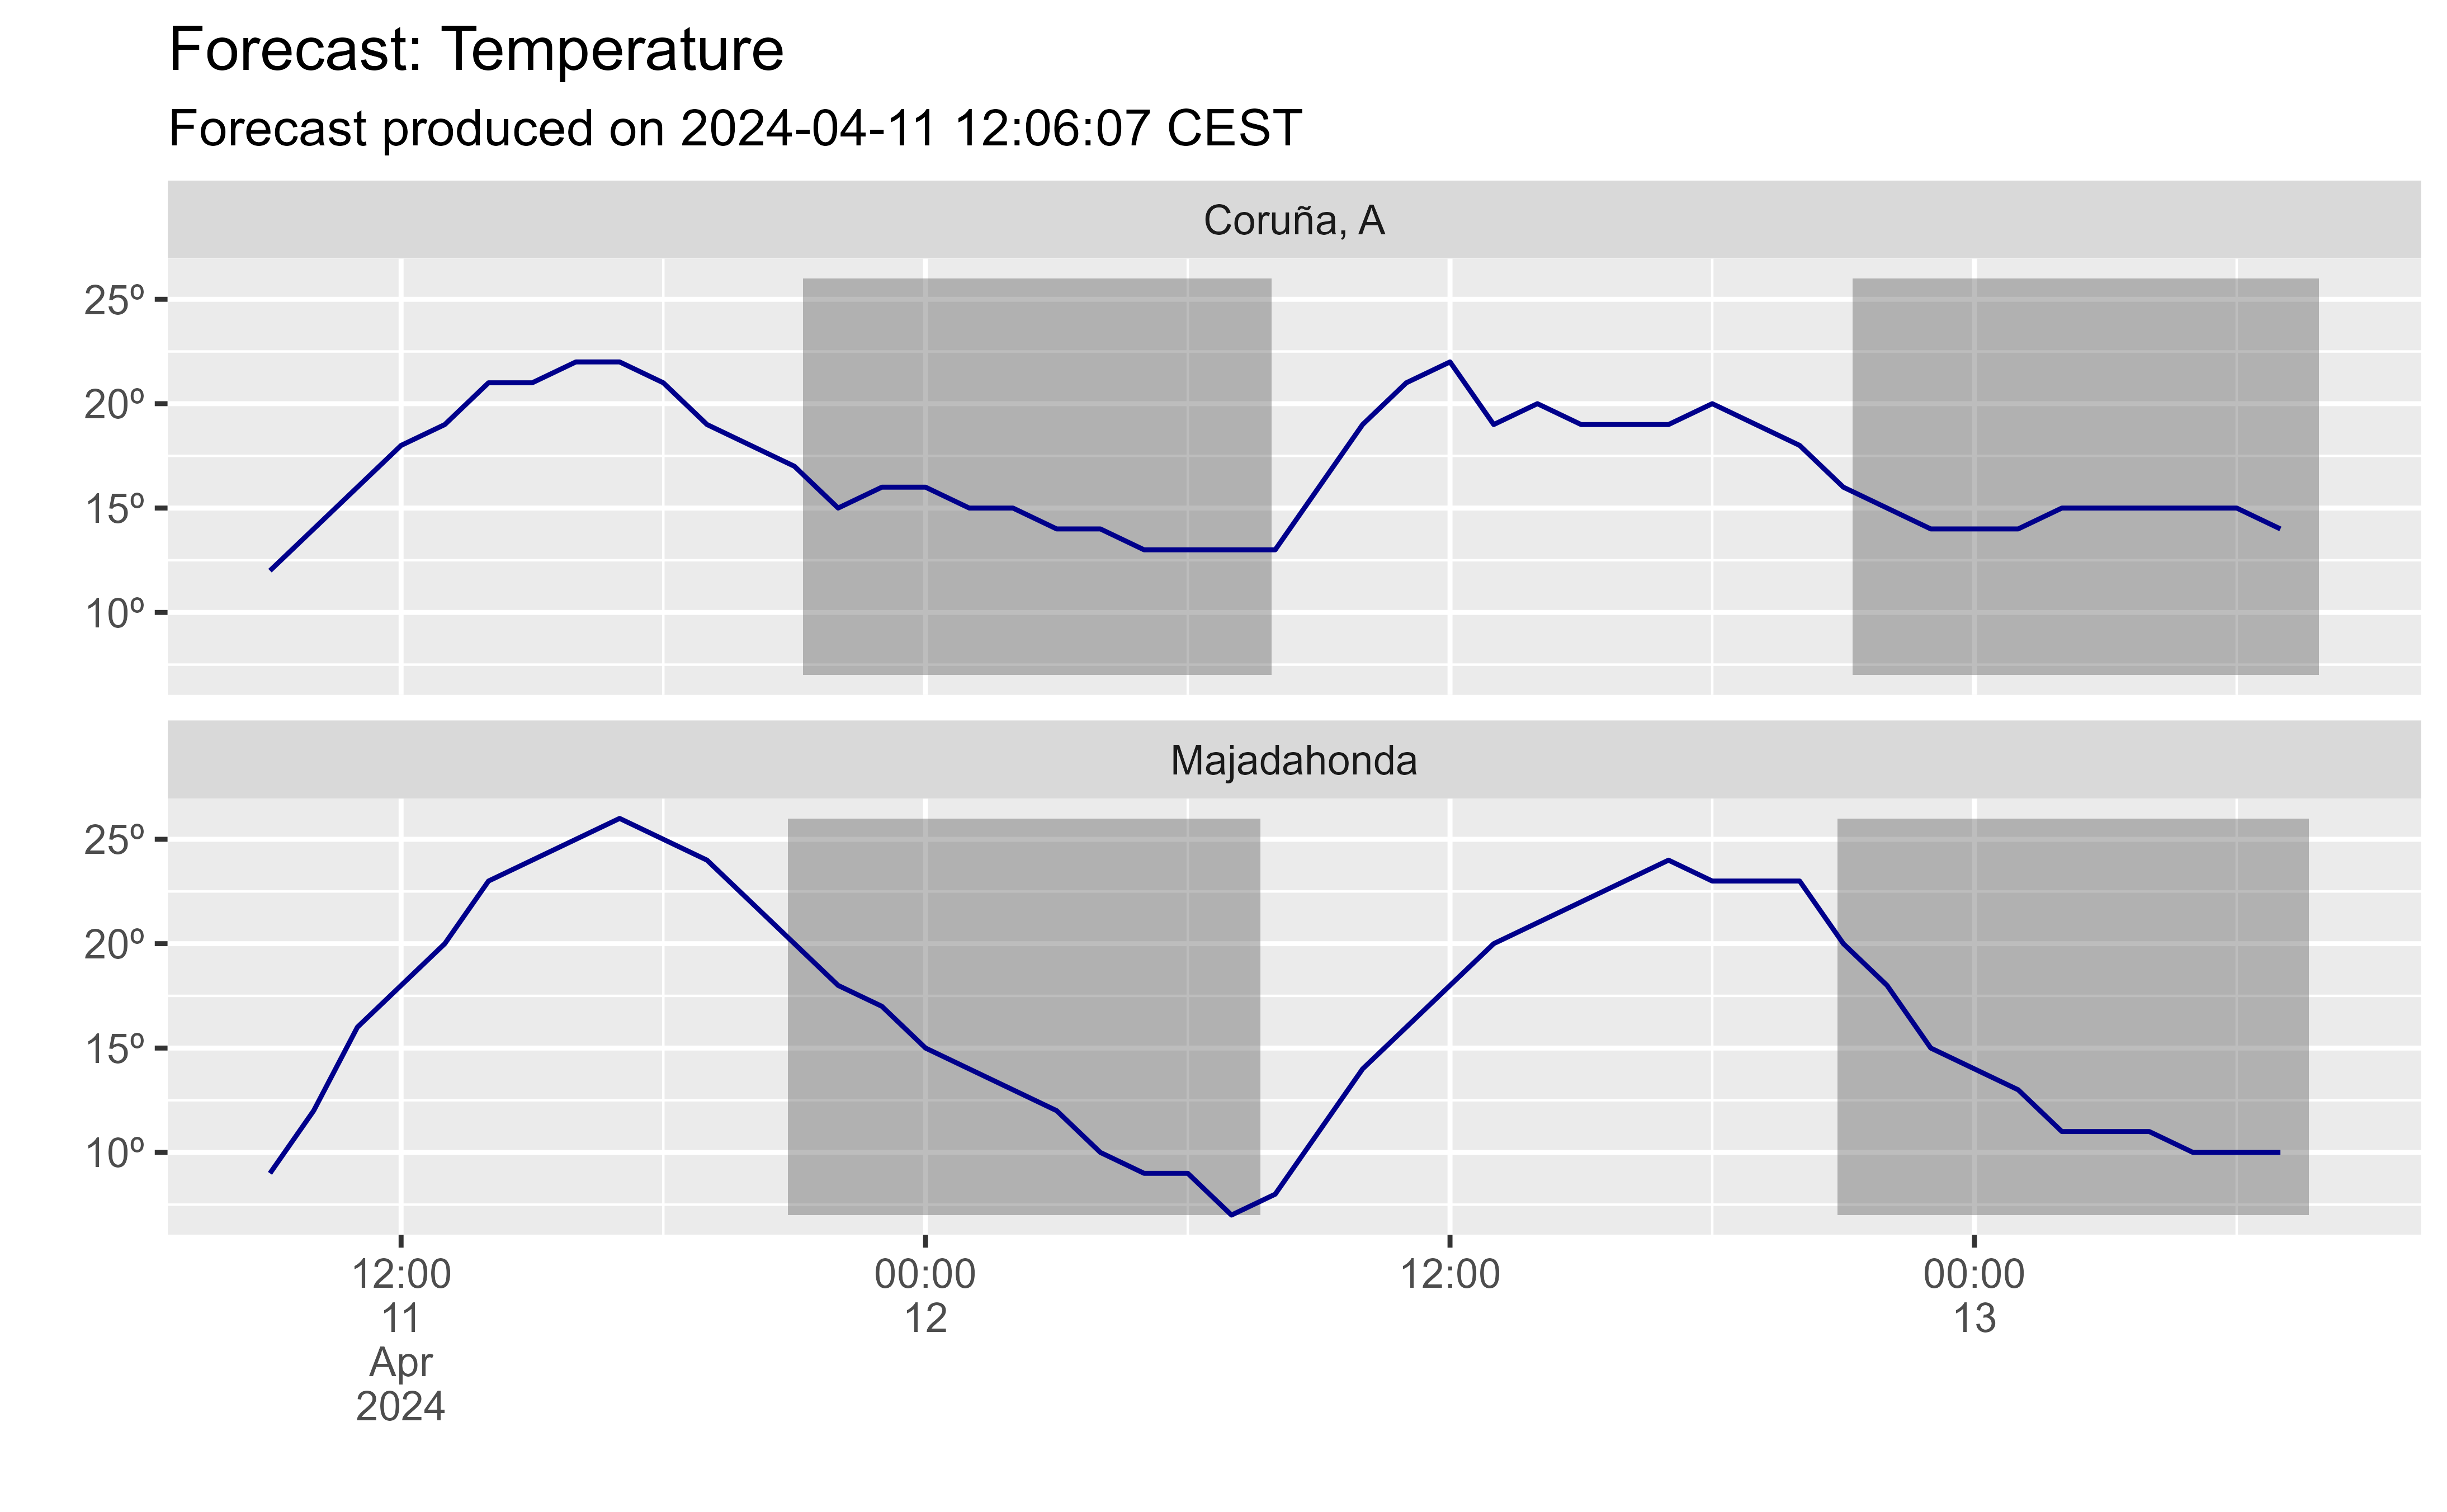 Forecast: Temperature
Forecast produced on 2024-04-11 12:06:07 CEST
Coruña, A
25º
20º
15º
10º
Majadahonda
25º
20º
15º
10º
12:00 00:00 12:00 00:00
11 12 13
Apr
2024